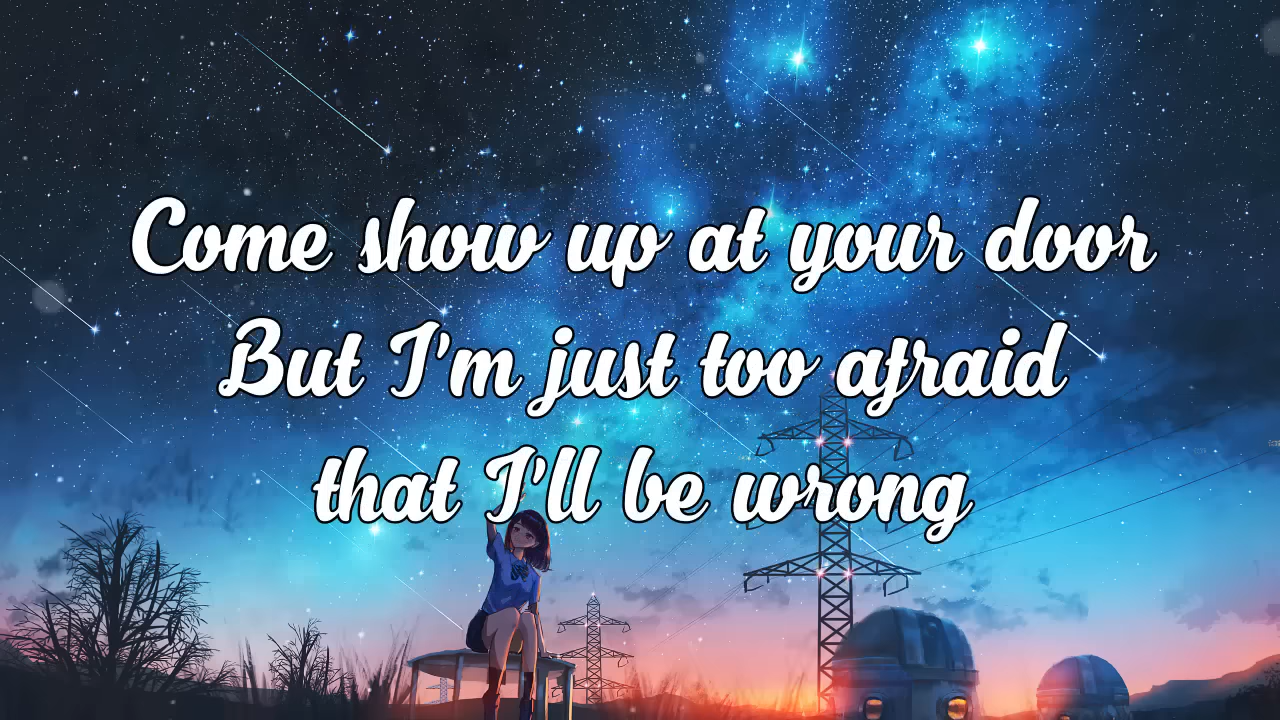 Come show up at your door
But I'm just too afraid
that I'll be wrong